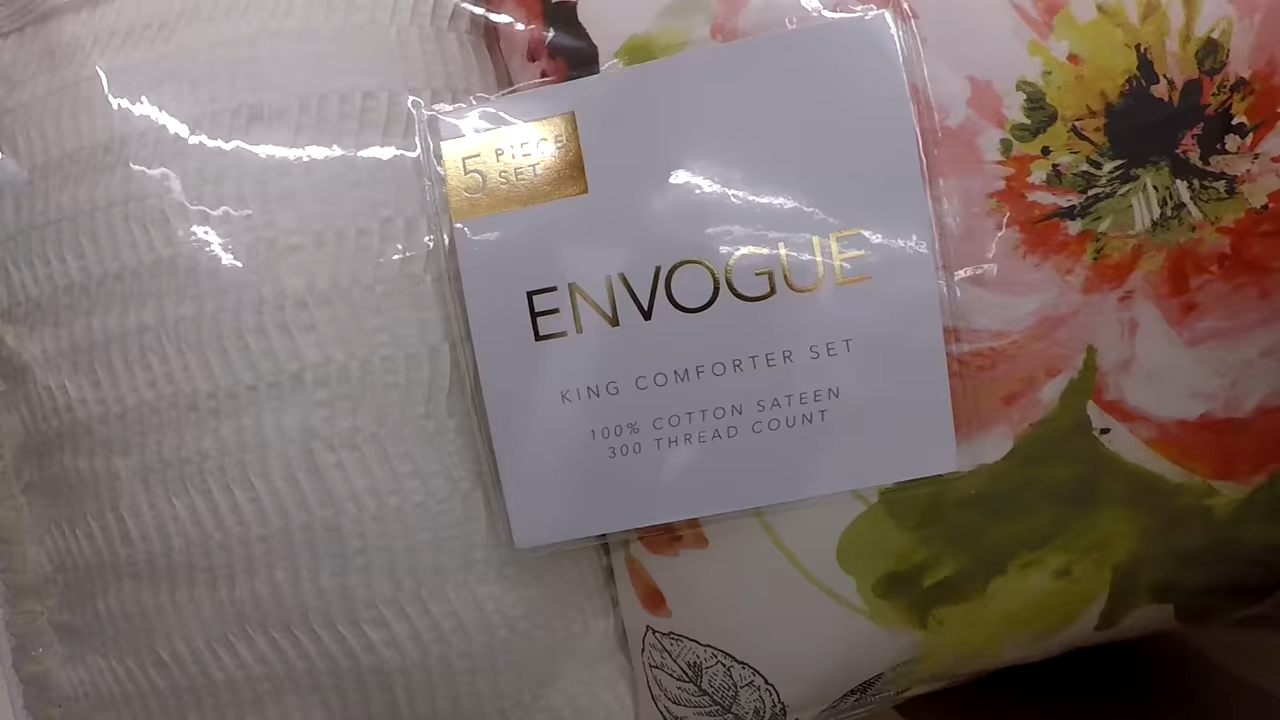 5 PIECE
SET
ENVOGUE
KING COMFORTER SET
100% COTTON SATEEN
300 THREAD COUNT